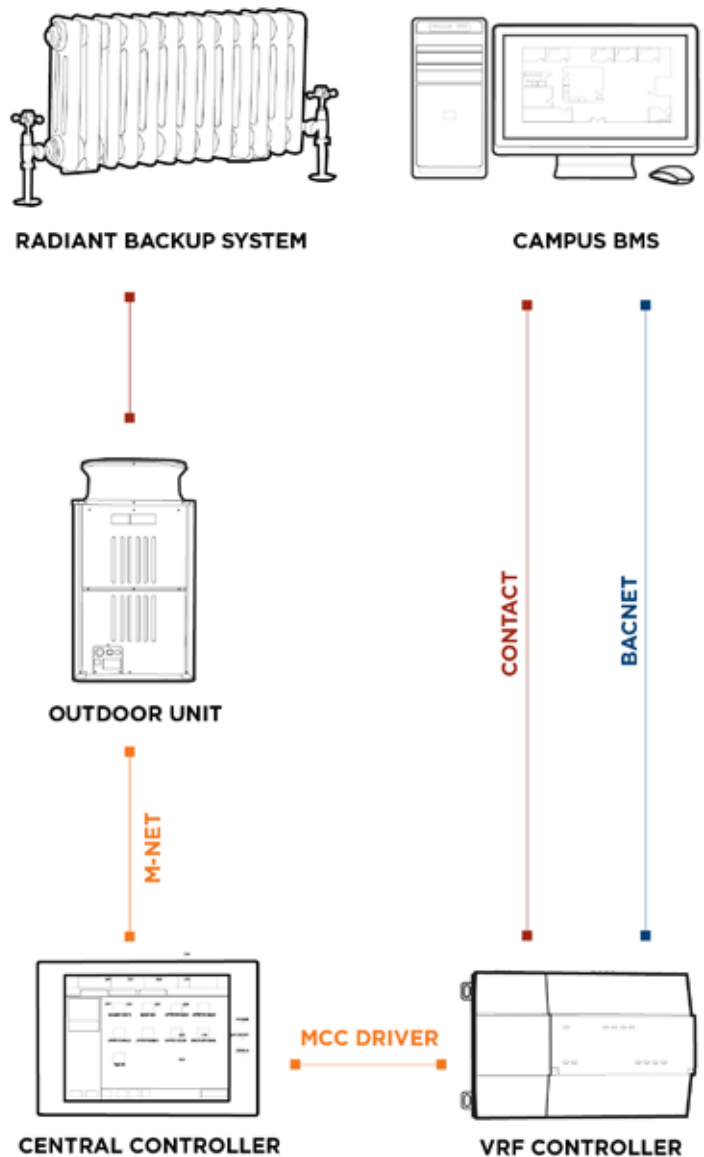 RADIANT BACKUP SYSTEM
CAMPUS BMS
CONTACT
BACNET
OUTDOOR UNIT
M-NET
MCC DRIVER
CENTRAL CONTROLLER
VRF CONTROLLER